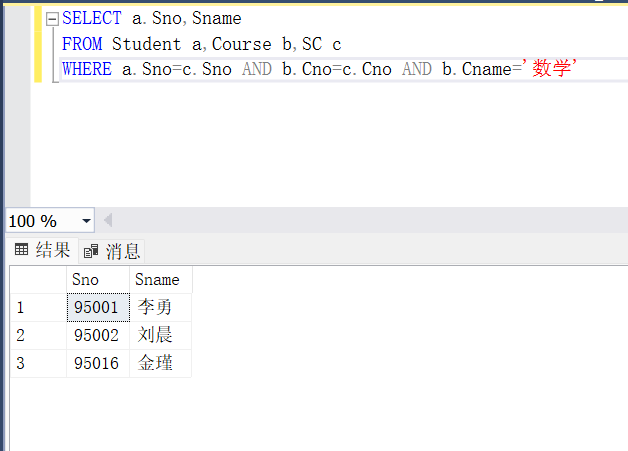 SELECT a.Sno,Sname
FROM Student a,Course b,SC c
WHERE a.Sno=c.Sno AND b.Cno=c.Cno AND b.Cname='数学'
100 %
结果 消息
Sno Sname
1 95001 李勇
2 95002 刘晨
3 95016 金瑾